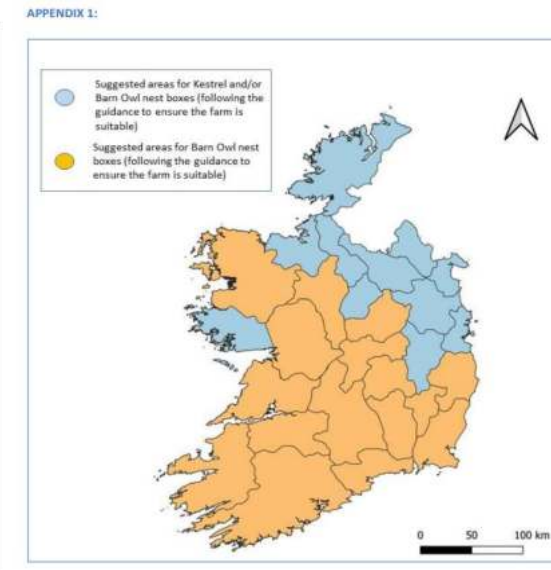 APPENDIX 1:
Suggested areas for Kestrel and/or
Barn Owl nest boxes (following the
guidance to ensure the farm is
suitable)
Suggested areas for Barn Owl nest
boxes (following the guidance to
ensure the farm is suitable)
0 50 100 km